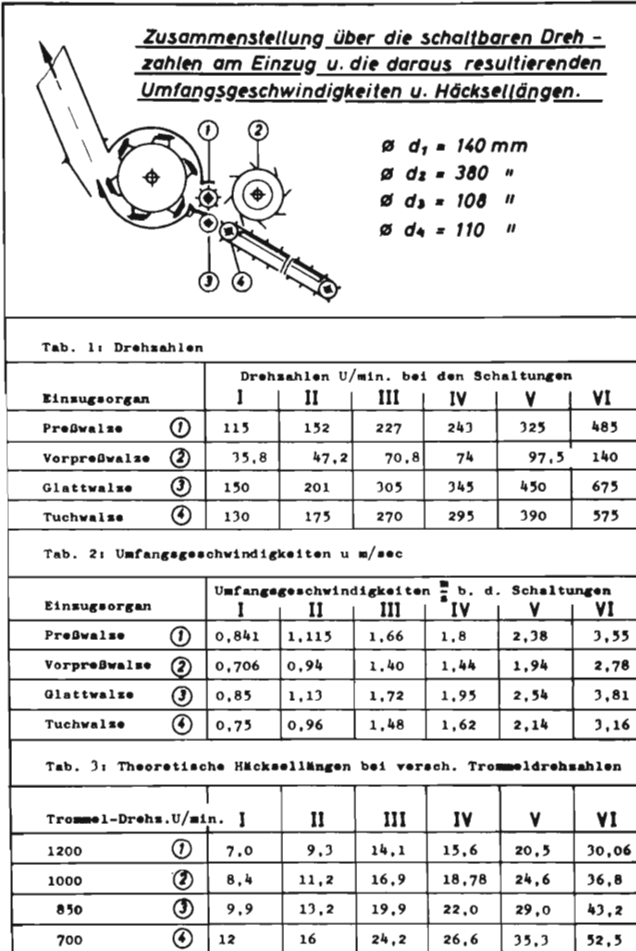 Zusammenstellung über die schaltbaren Dreh -
zahlen am Einzug u. die daraus resultierenden
Umfangsgeschwindigkeiten u. Häcksellängen.
1 2
ø d1 = 140 mm
ø d2 = 380 "
ø d3 = 108 "
ø d4 = 110 "
3 4
Tab. 1: Drehzahlen
Drehzahlen U/min. bei den Schaltungen
Einzugsorgan I II III IV V VI
Preßwalze 1 115 152 227 243 325 485
Vorpreßwalze 2 35,8 47,2 70,8 74 97,5 140
Glattwalze 3 150 201 305 345 450 675
Tuchwalze 4 130 175 270 295 390 575
Tab. 2: Umfangsgeschwindigkeiten u m/sec
Umfangsgeschwindigkeiten m/s b. d. Schaltungen
Einzugsorgan I II III IV V VI
Preßwalze 1 0,841 1,115 1,66 1,8 2,38 3,55
Vorpreßwalze 2 0,706 0,94 1,40 1,44 1,94 2,78
Glattwalze 3 0,85 1,13 1,72 1,95 2,54 3,81
Tuchwalze 4 0,75 0,96 1,48 1,62 2,14 3,16
Tab. 3: Theoretische Häcksellängen bei versch. Trommeldrehzahlen
Trommel-Drehz.U/min. I II III IV V VI
1200 1 7,0 9,3 14,1 15,6 20,5 30,06
1000 2 8,4 11,2 16,9 18,78 24,6 36,8
850 3 9,9 13,2 19,9 22,0 29,0 43,2
700 4 12 16 24,2 26,6 35,3 52,5